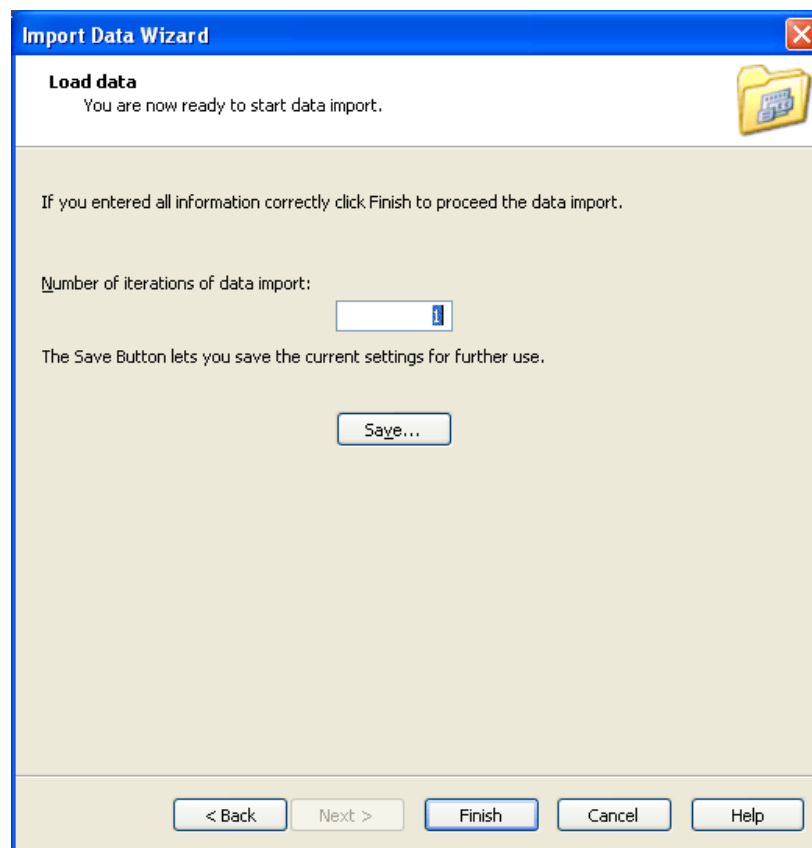 Import Data Wizard
Load data
You are now ready to start data import.
If you entered all information correctly click Finish to proceed the data import.
Number of iterations of data import:
1
The Save Button lets you save the current settings for further use.
Save...
< Back Next > Finish Cancel Help